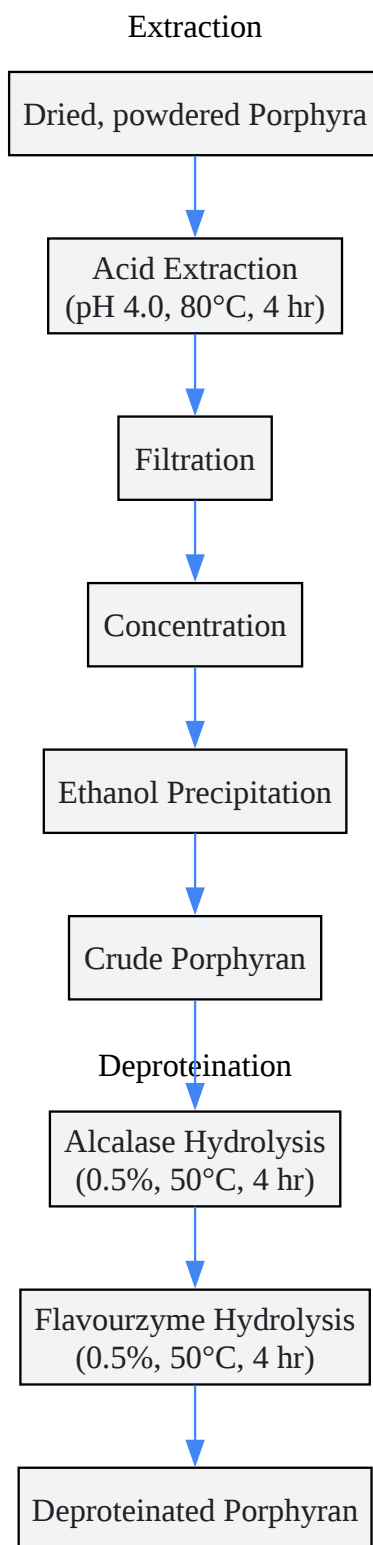 Extraction
Dried, powdered Porphyra
Acid Extraction
(pH 4.0, 80°C, 4 hr)
Filtration
Concentration
Ethanol Precipitation
Crude Porphyran
Deproteination
Alcalase Hydrolysis
(0.5%, 50°C, 4 hr)
Flavourzyme Hydrolysis
(0.5%, 50°C, 4 hr)
Deproteinated Porphyran